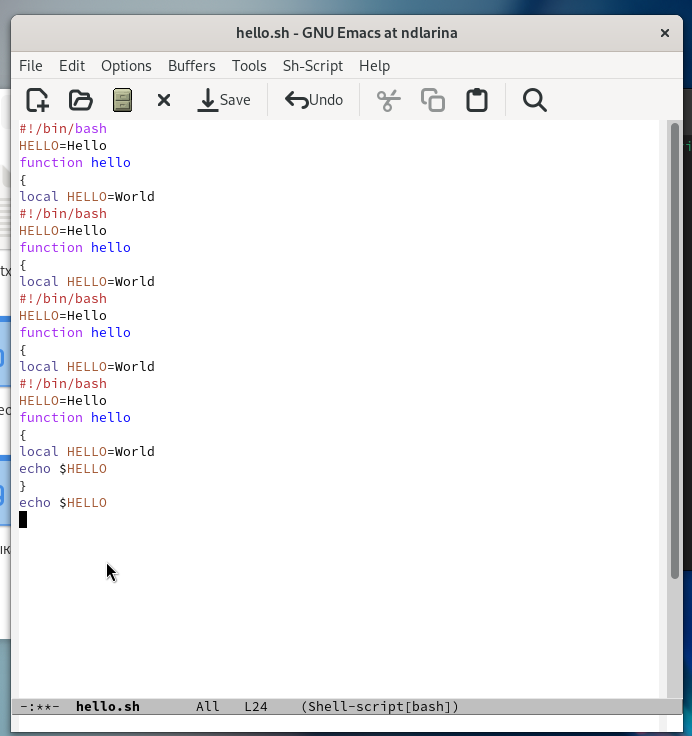 hello.sh - GNU Emacs at ndlarina
File Edit Options Buffers Tools Sh-Script Help
Save Undo
#!/bin/bash
HELLO=Hello
function hello
{
local HELLO=World
#!/bin/bash
HELLO=Hello
function hello
{
local HELLO=World
#!/bin/bash
HELLO=Hello
function hello
{
local HELLO=World
#!/bin/bash
HELLO=Hello
function hello
{
local HELLO=World
echo $HELLO
}
echo $HELLO
-:**- hello.sh All L24 (Shell-script[bash])